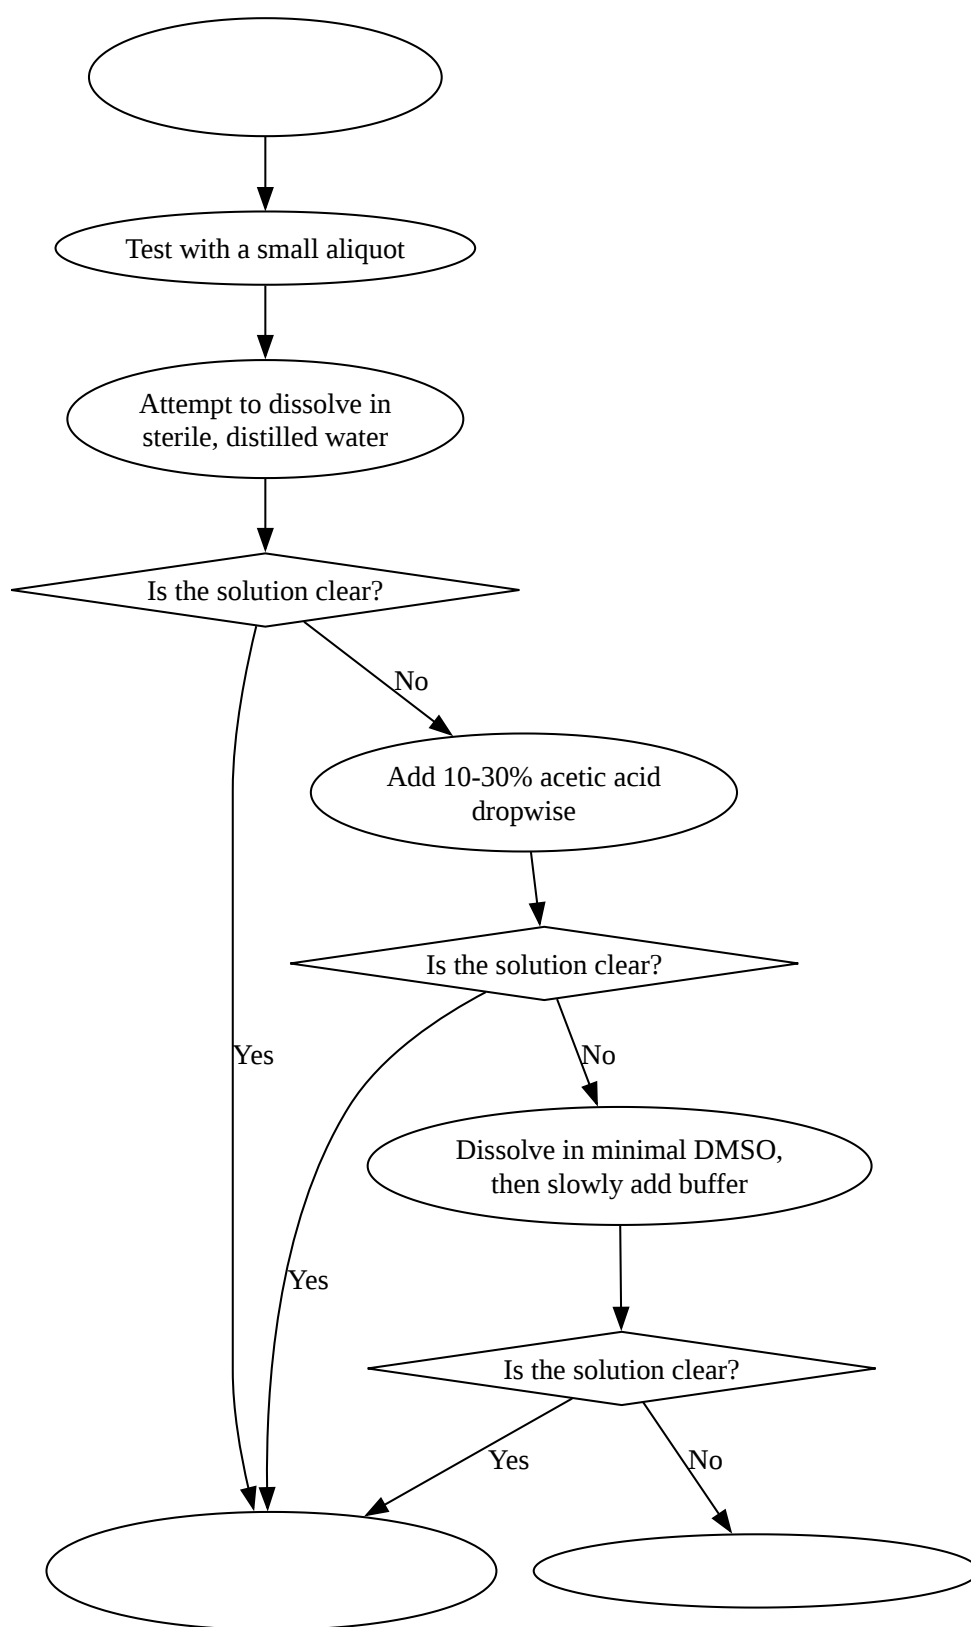 Test with a small aliquot
Attempt to dissolve in
sterile, distilled water
Is the solution clear?
No
Add 10-30% acetic acid
dropwise
Is the solution clear?
Yes
No
Dissolve in minimal DMSO,
then slowly add buffer
Yes
Is the solution clear?
Yes
No